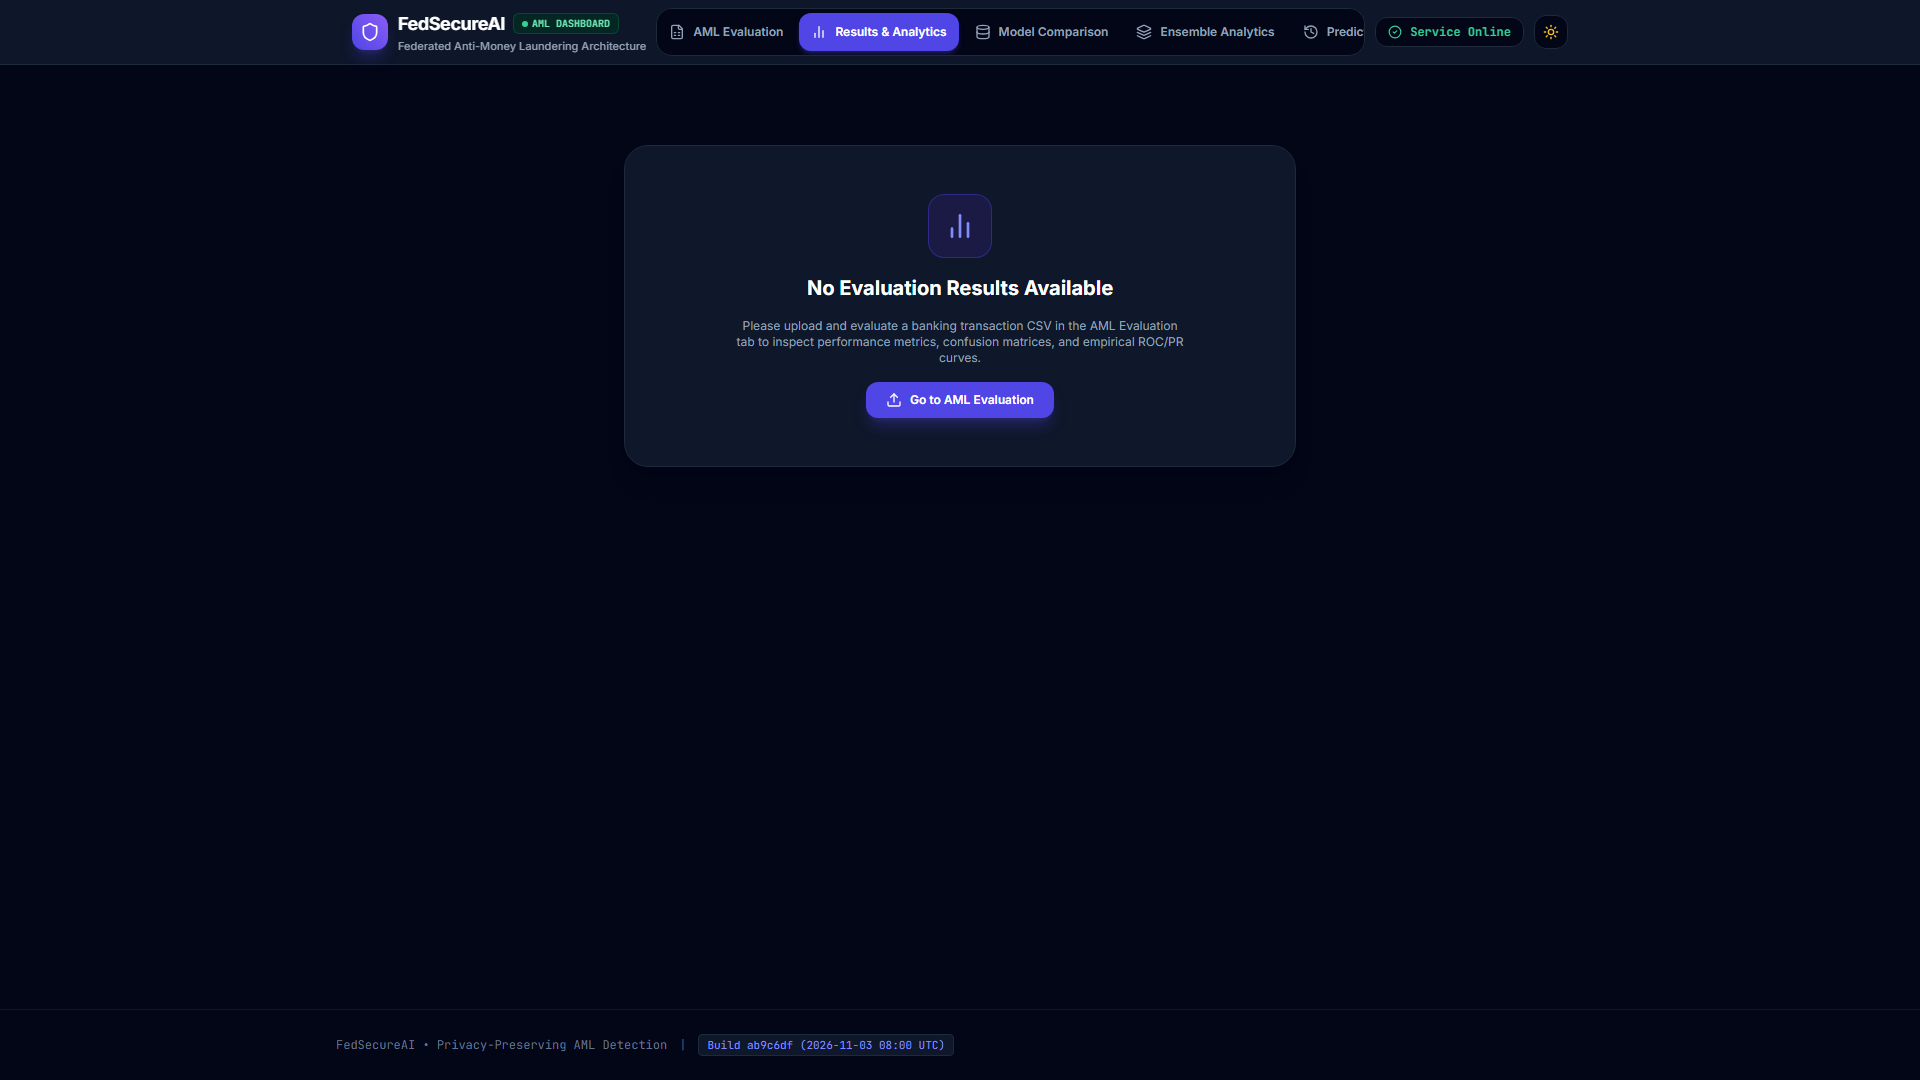 FedSecureAI
AML DASHBOARD
Federated Anti-Money Laundering Architecture
AML Evaluation
Results & Analytics
Model Comparison
Ensemble Analytics
Predic
Service Online
No Evaluation Results Available
Please upload and evaluate a banking transaction CSV in the AML Evaluation
tab to inspect performance metrics, confusion matrices, and empirical ROC/PR
curves.
Go to AML Evaluation
FedSecureAI • Privacy-Preserving AML Detection | Build ab9c6df (2026-11-03 08:00 UTC)